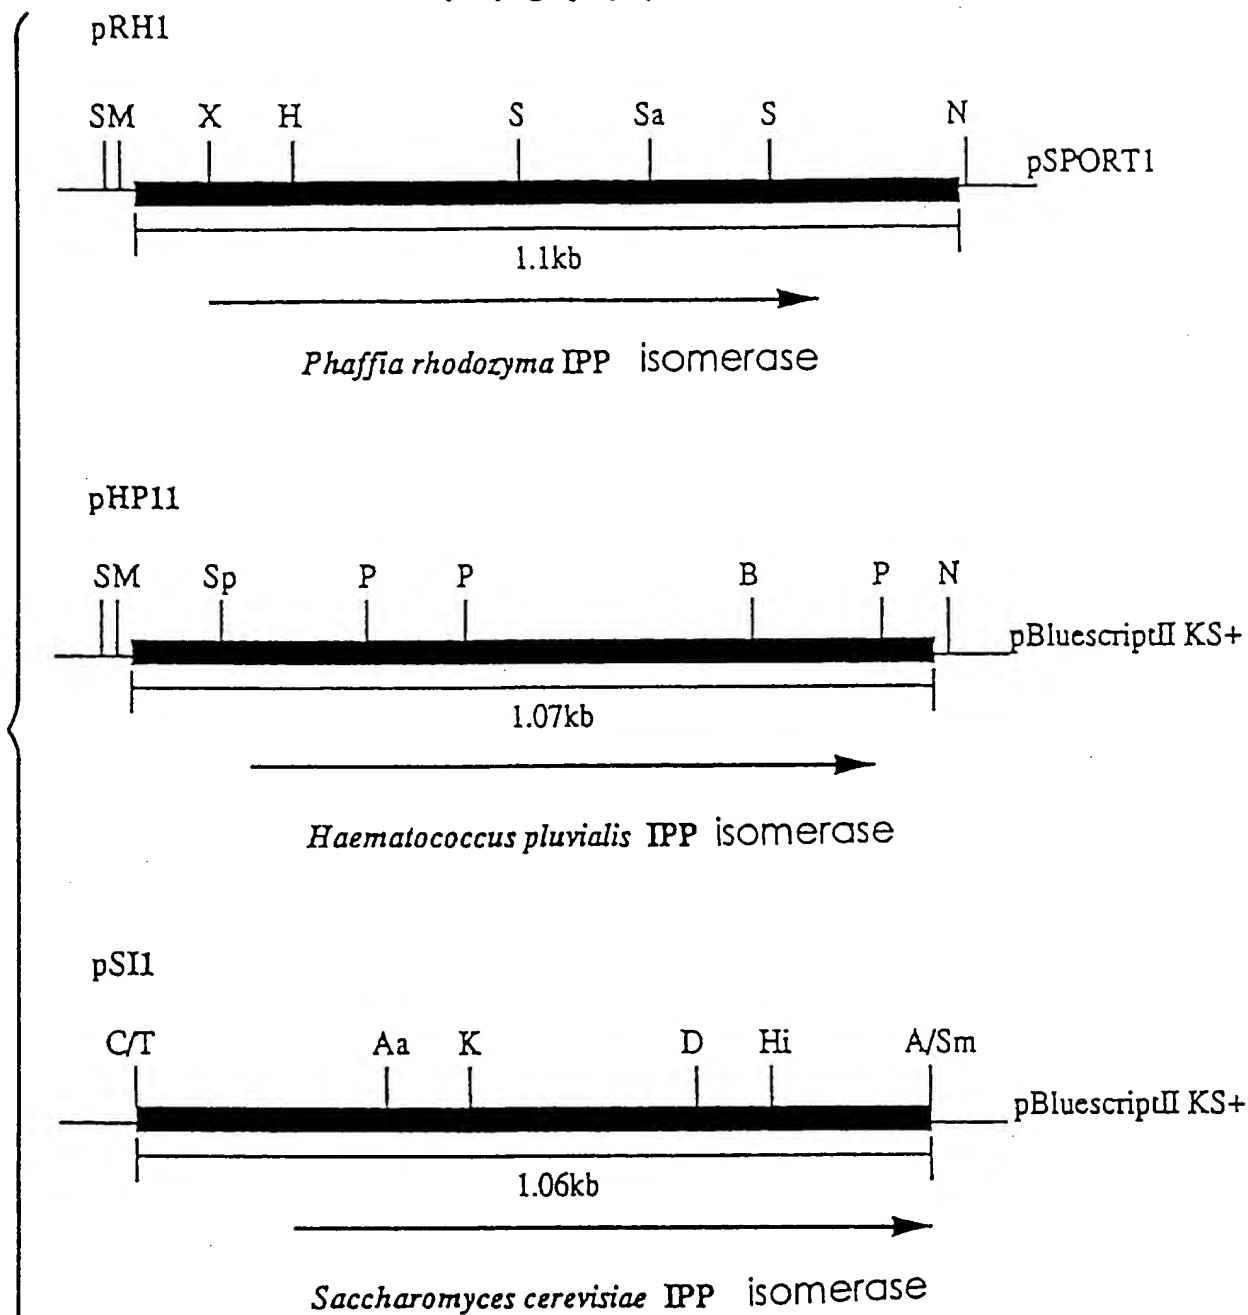 pRH1
SM X H S Sa S N
pSPORT1
1.1kb
Phaffia rhodozyma IPP isomerase
pHP11
SM Sp P P B P N
pBluescriptII KS+
1.07kb
Haematococcus pluvialis IPP isomerase
pSI1
C/T Aa K D Hi A/Sm
pBluescriptII KS+
1.06kb
Saccharomyces cerevisiae IPP isomerase